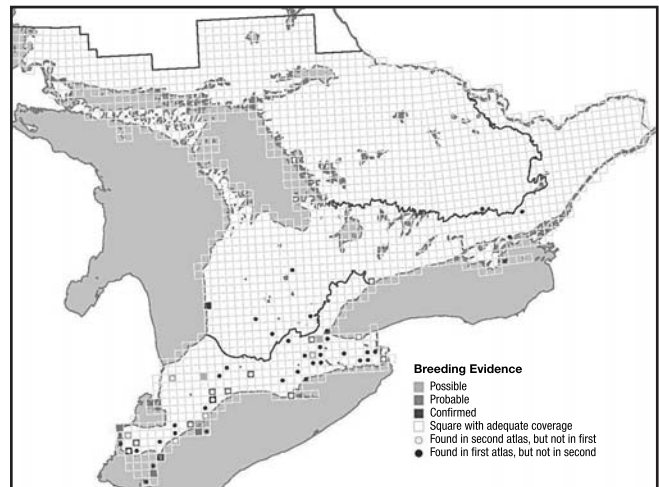 Breeding Evidence
Possible
Probable
Confirmed
Square with adequate coverage
Found in second atlas, but not in first
Found in first atlas, but not in second